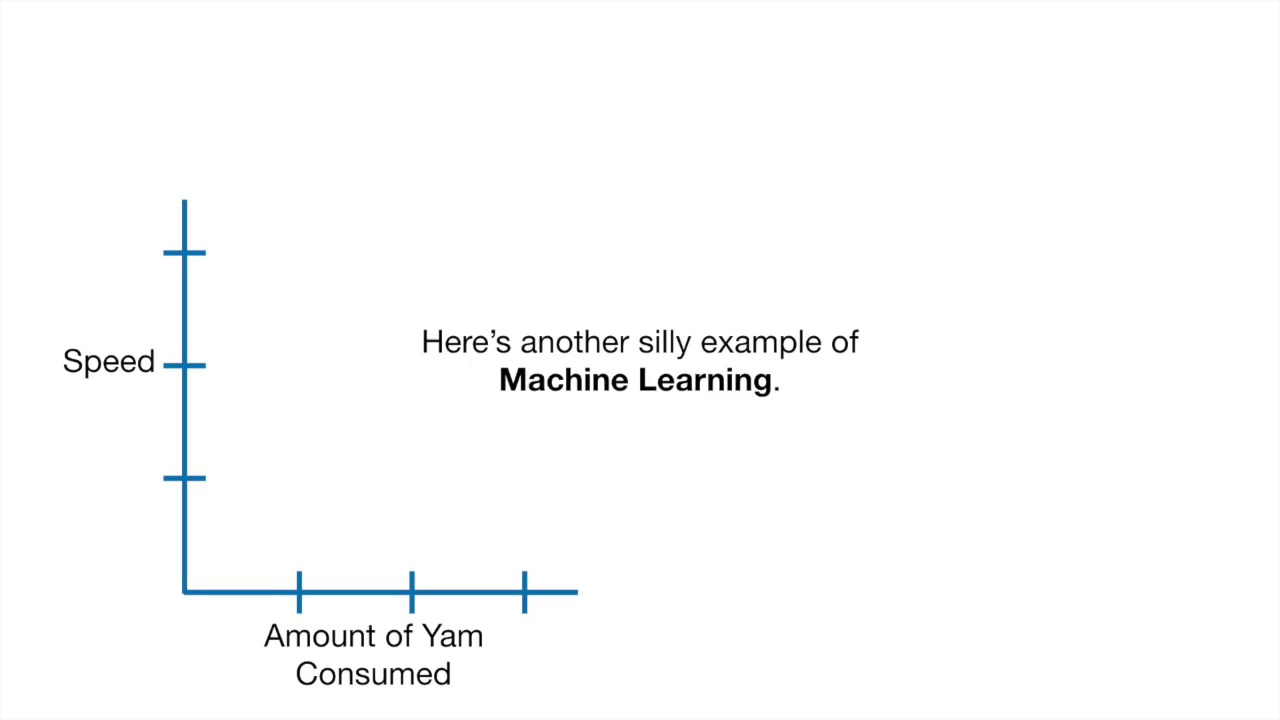 Speed
Here’s another silly example of
Machine Learning.
Amount of Yam
Consumed